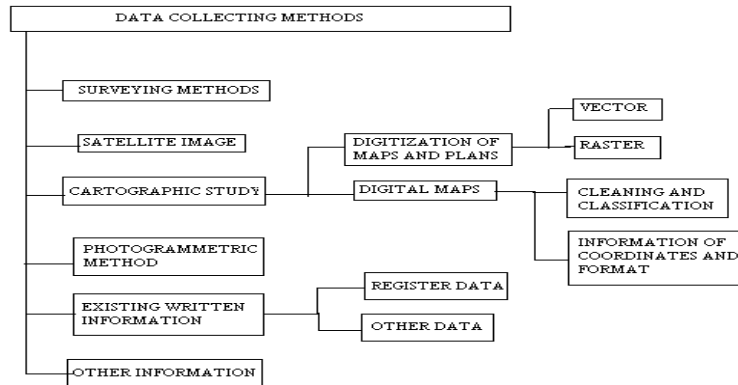 DATA COLLECTING METHODS
SURVEYING METHODS
SATELLITE IMAGE
CARTOGRAPHIC STUDY
DIGITIZATION OF
MAPS AND PLANS
VECTOR
RASTER
DIGITAL MAPS
CLEANING AND
CLASSIFICATION
INFORMATION OF
COORDINATES AND
FORMAT
PHOTOGRAMMETRIC
METHOD
EXISTING WRITTEN
INFORMATION
REGISTER DATA
OTHER DATA
OTHER INFORMATION